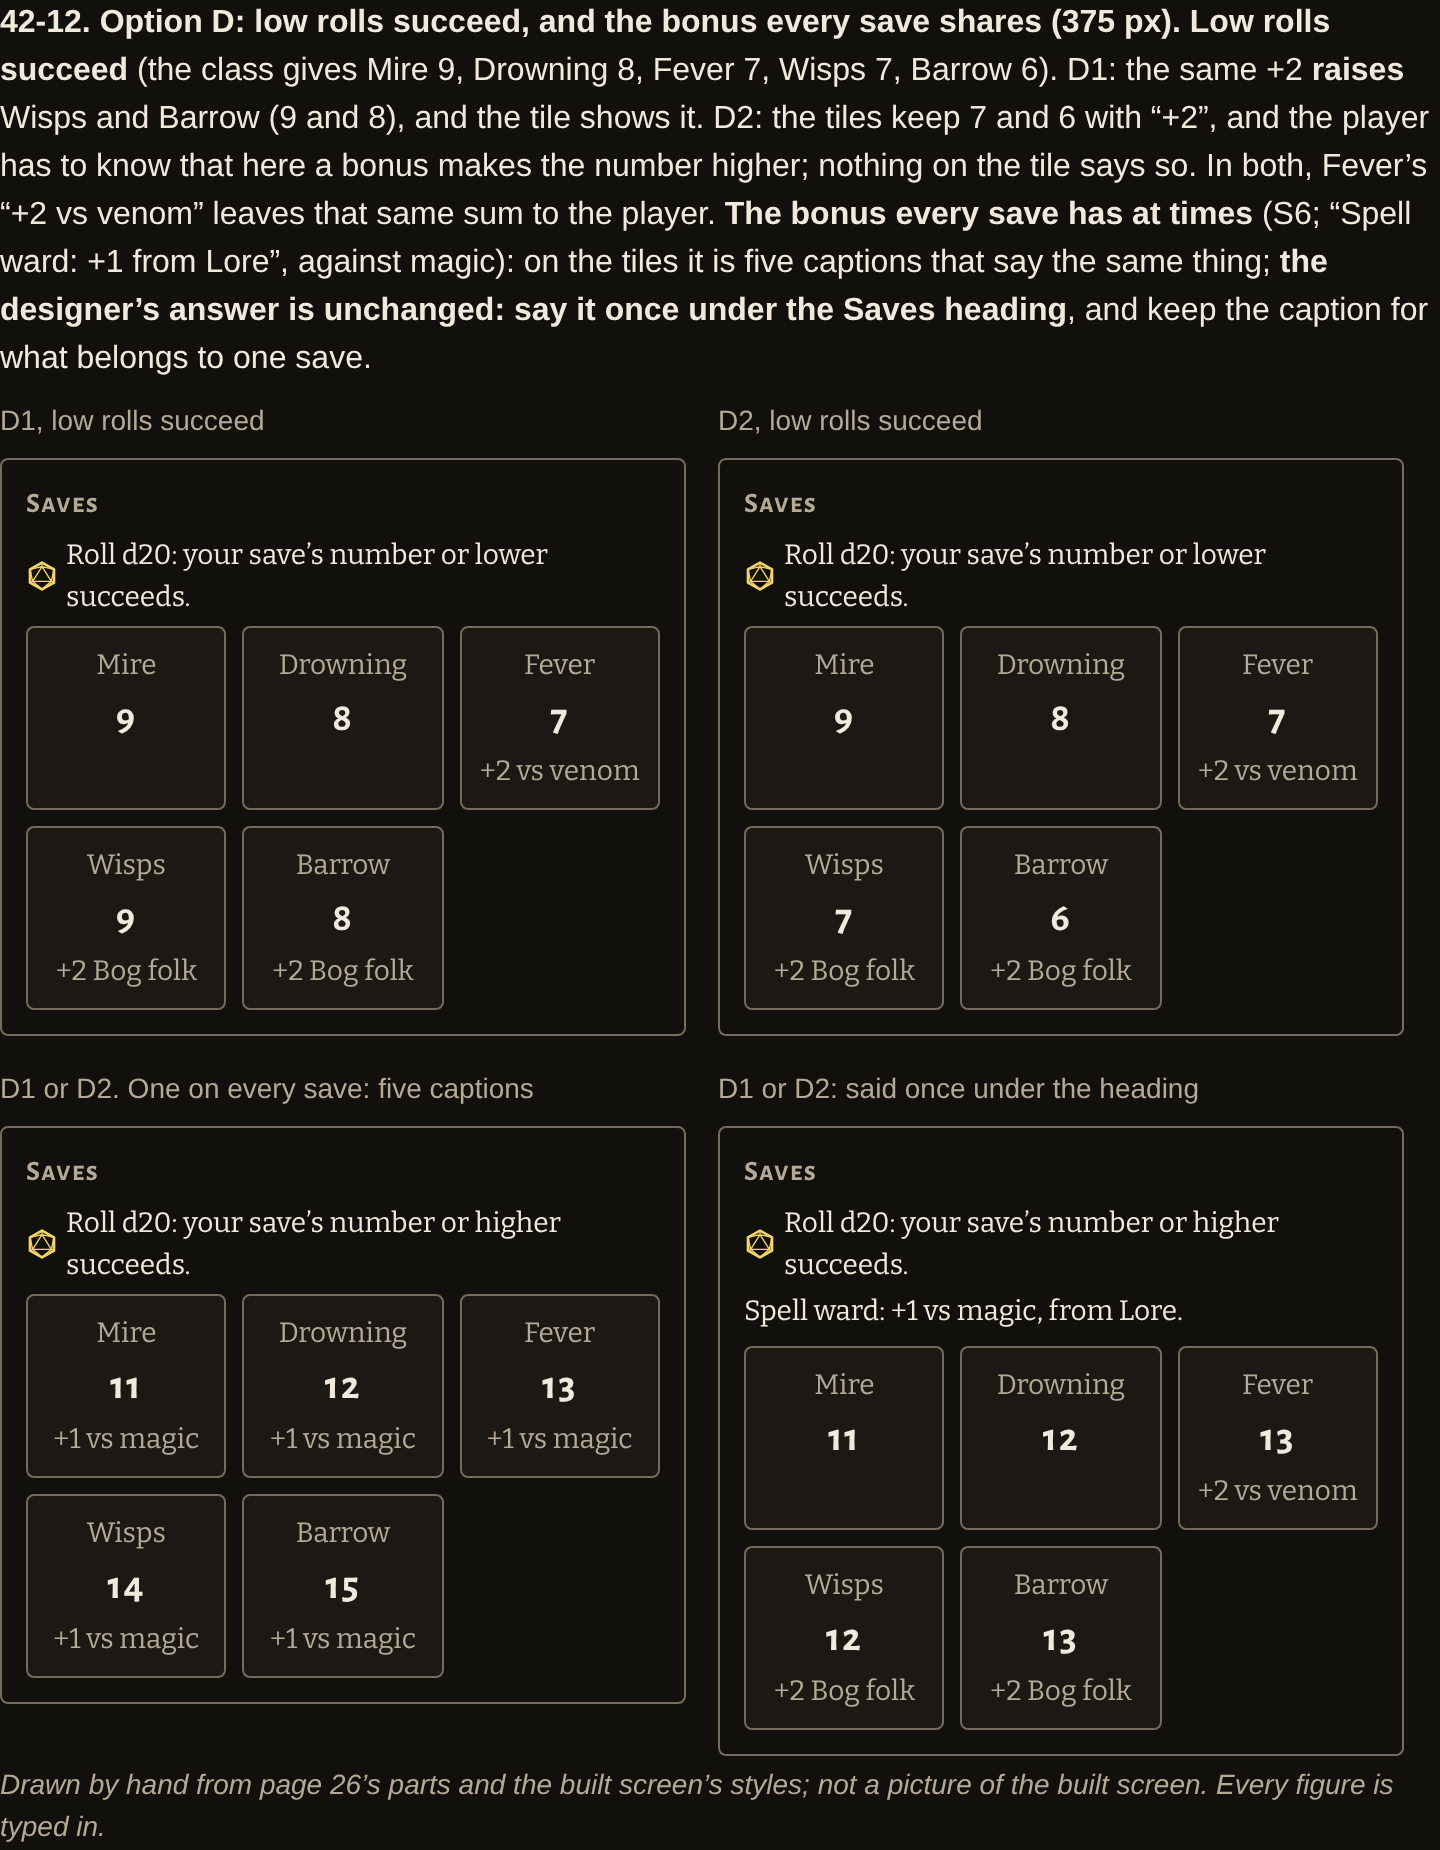 42-12. Option D: low rolls succeed, and the bonus every save shares (375 px). Low rolls
succeed (the class gives Mire 9, Drowning 8, Fever 7, Wisps 7, Barrow 6). D1: the same +2 raises
Wisps and Barrow (9 and 8), and the tile shows it. D2: the tiles keep 7 and 6 with “+2”, and the player
has to know that here a bonus makes the number higher; nothing on the tile says so. In both, Fever’s
“+2 vs venom” leaves that same sum to the player. The bonus every save has at times (S6; “Spell
ward: +1 from Lore”, against magic): on the tiles it is five captions that say the same thing; the
designer’s answer is unchanged: say it once under the Saves heading, and keep the caption for
what belongs to one save.
D1, low rolls succeed
Saves
Roll d20: your save’s number or lower
succeeds.
Mire
9
Drowning
8
Fever
7
+2 vs venom
Wisps
9
+2 Bog folk
Barrow
8
+2 Bog folk
D2, low rolls succeed
Saves
Roll d20: your save’s number or lower
succeeds.
Mire
9
Drowning
8
Fever
7
+2 vs venom
Wisps
7
+2 Bog folk
Barrow
6
+2 Bog folk
D1 or D2. One on every save: five captions
Saves
Roll d20: your save’s number or higher
succeeds.
Mire
11
+1 vs magic
Drowning
12
+1 vs magic
Fever
13
+1 vs magic
Wisps
14
+1 vs magic
Barrow
15
+1 vs magic
D1 or D2: said once under the heading
Saves
Roll d20: your save’s number or higher
succeeds.
Spell ward: +1 vs magic, from Lore.
Mire
11
Drowning
12
Fever
13
+2 vs venom
Wisps
12
+2 Bog folk
Barrow
13
+2 Bog folk
Drawn by hand from page 26’s parts and the built screen’s styles; not a picture of the built screen. Every figure is
typed in.